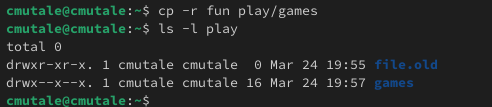 cmutale@cmutale:~$ cp -r fun play/games
cmutale@cmutale:~$ ls -l play
total 0
drwxr-xr-x. 1 cmutale cmutale  0 Mar 24 19:55 file.old
drwx--x--x. 1 cmutale cmutale 16 Mar 24 19:57 games
cmutale@cmutale:~$